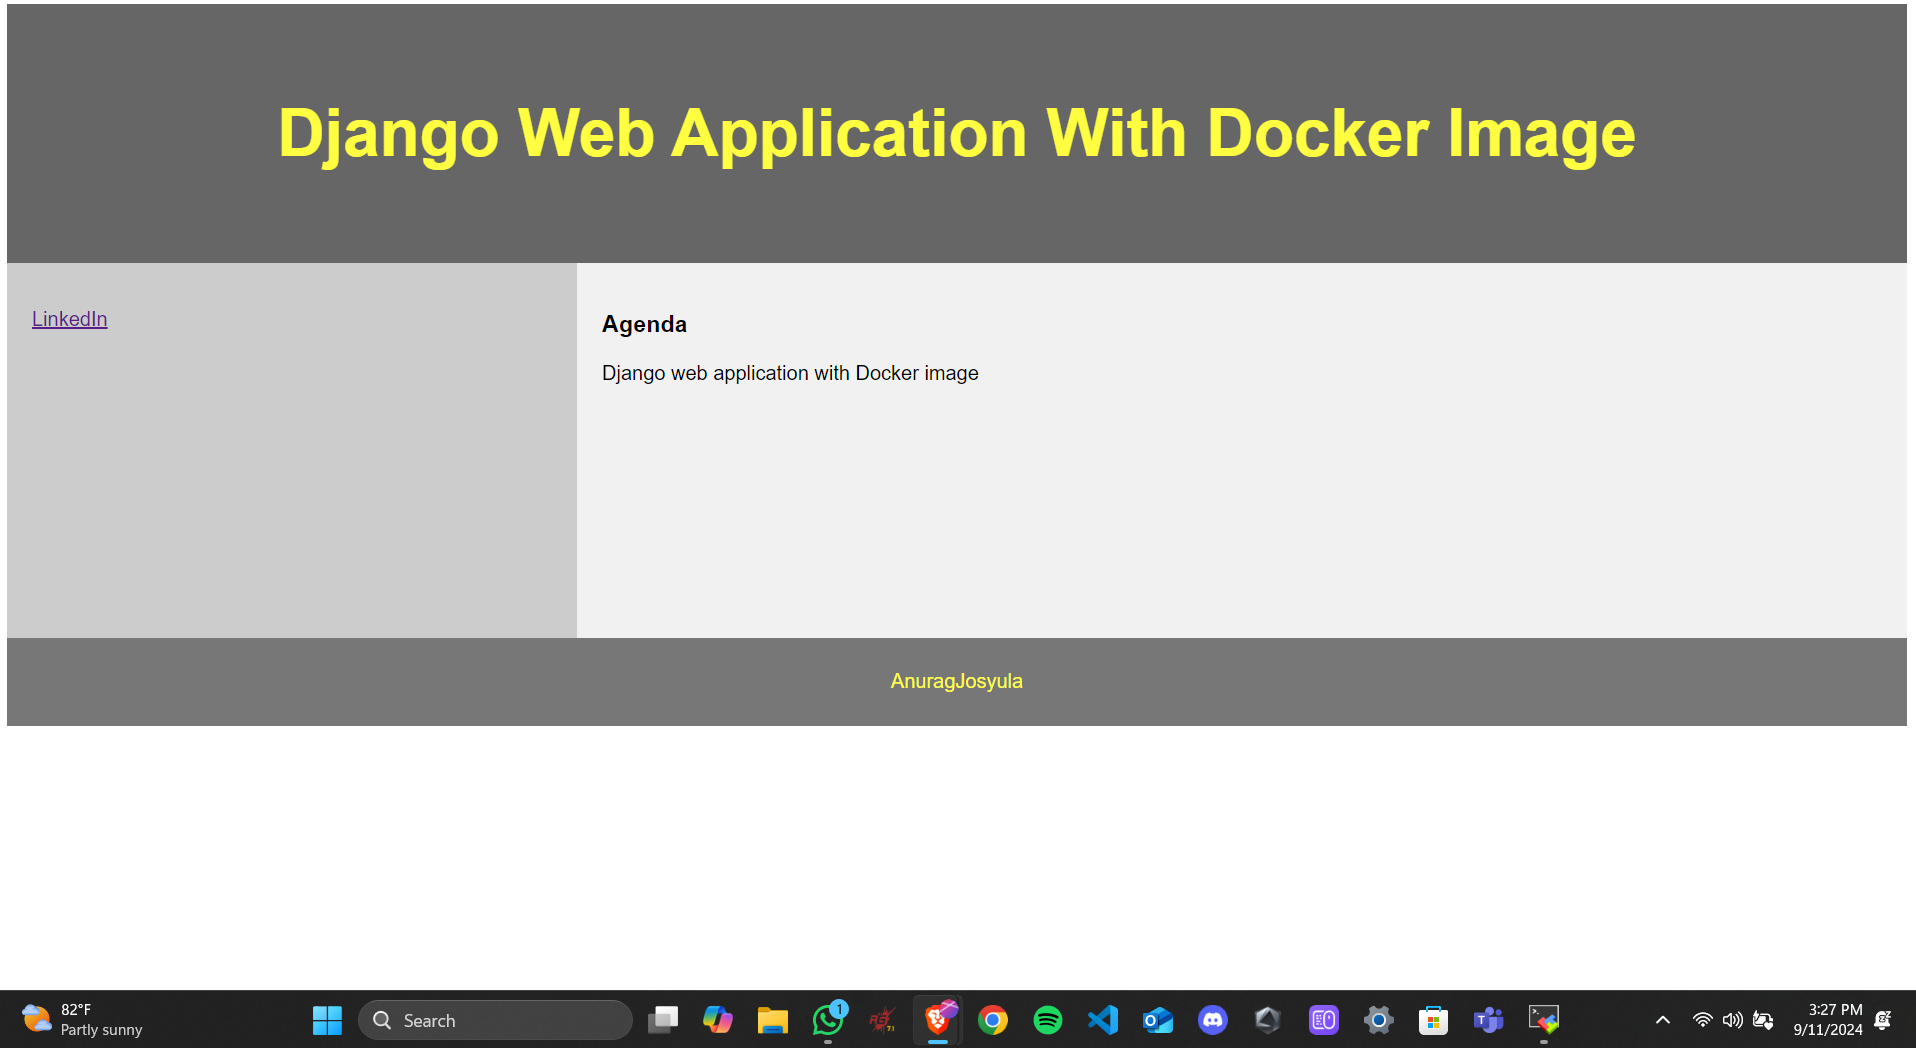 Django Web Application With Docker Image
LinkedIn
Agenda
Django web application with Docker image
AnuragJosyula
82°F
Partly sunny
Search
1
3:27 PM
9/11/2024